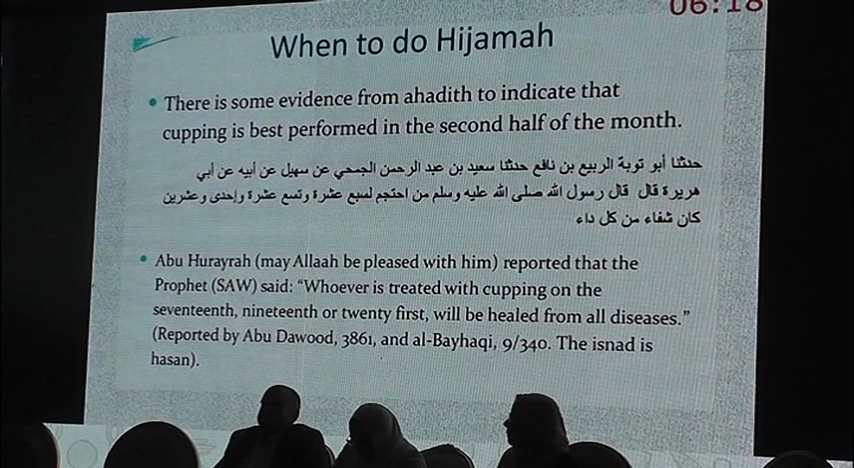 06:18
When to do Hijamah
• There is some evidence from ahadith to indicate that
cupping is best performed in the second half of the month.
حدثنا أبو توبة الربيع بن نافع حدثنا سعيد بن عبد الرحمن الجمحي عن سهيل عن أبيه عن أبي
هريرة قال قال رسول الله صلى الله عليه وسلم من احتجم لسبع عشرة وتسع عشرة وإحدى وعشرين
كان شفاء من كل داء
• Abu Hurayrah (may Allaah be pleased with him) reported that the
Prophet (SAW) said: “Whoever is treated with cupping on the
seventeenth, nineteenth or twenty first, will be healed from all diseases.”
(Reported by Abu Dawood, 3861, and al-Bayhaqi, 9/340. The isnad is
hasan).